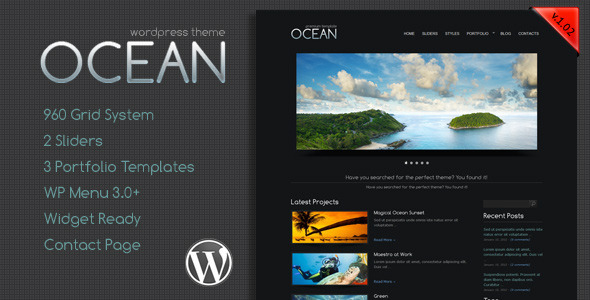 wordpress theme
OCEAN
960 Grid System
2 Sliders
3 Portfolio Templates
WP Menu 3.0+
Widget Ready
Contact Page
v.1.02
premium template
OCEAN
HOME SLIDERS STYLES PORTFOLIO BLOG CONTACTS
Have you searched for the perfect theme? You found it!
Have you searched for the perfect theme? You found it!
Latest Projects
Magical Ocean Sunset
Read More
Maestro at Work
Read More
Green
Recent Posts